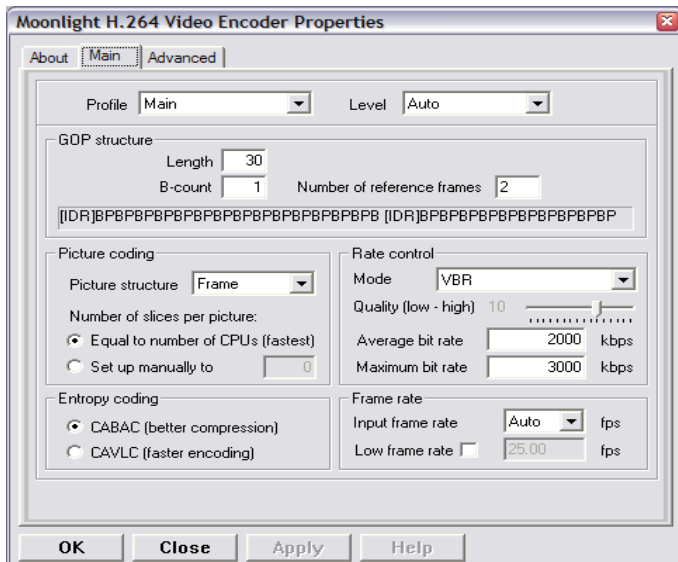 Moonlight H.264 Video Encoder Properties
About Main Advanced
Profile Main Level Auto
GOP structure
Length 30
B-count 1 Number of reference frames 2
[IDR]BPBPBPBPBPBPBPBPBPBPBPBPBPBPB [IDR]BPBPBPBPBPBPBPBPBPBP
Picture coding
Picture structure Frame
Number of slices per picture:
Equal to number of CPUs (fastest)
Set up manually to 0
Rate control
Mode VBR
Quality (low - high) 10
Average bit rate 2000 kbps
Maximum bit rate 3000 kbps
Entropy coding
CABAC (better compression)
CAVLC (faster encoding)
Frame rate
Input frame rate Auto fps
Low frame rate 25.00 fps
OK Close Apply Help